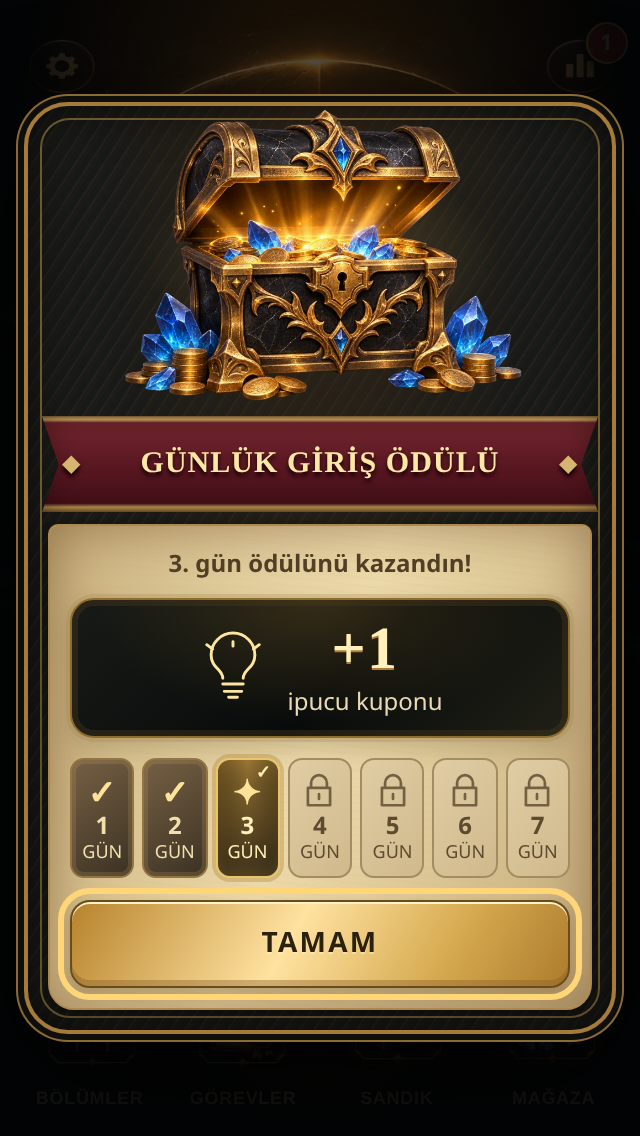 1
GÜNLÜK GİRİŞ ÖDÜLÜ
3. gün ödülünü kazandın!
+1
ipucu kuponu
1 2 3 4 5 6 7
GÜN GÜN GÜN GÜN GÜN GÜN GÜN
TAMAM
BÖLÜMLER GÖREVLER SANDIK MAĞAZA